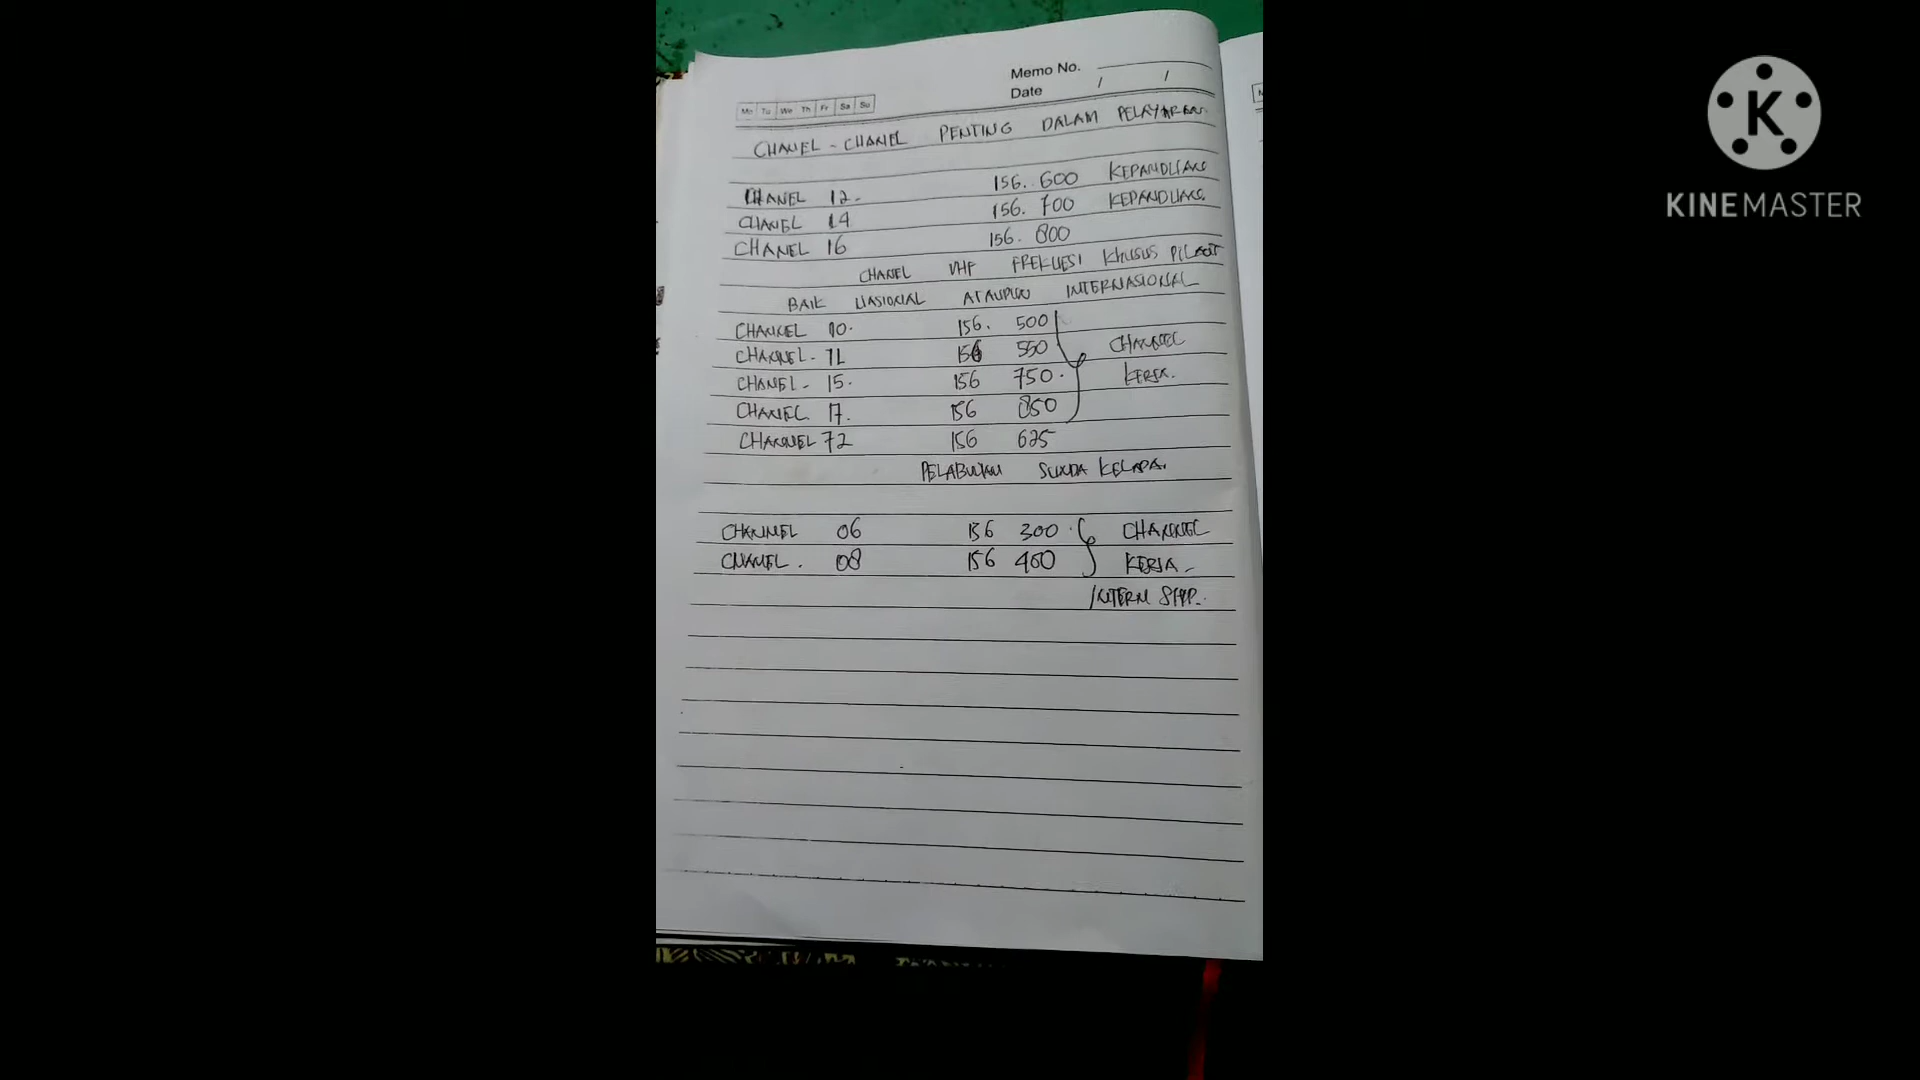 Memo No.
Date / /
Mo Tu We Th Fr Sa Su
CHANEL - CHANEL PENTING DALAM PELAYARAN.
CHANEL 12. 156. 600 KEPANDUAN
CHANEL 14 156. 700 KEPANDUAN.
CHANEL 16 156. 800
CHANEL VHF FREKUESI KHUSUS PILOT
BAIK NASIONAL ATAUPUN INTERNASIONAL
CHANNEL 10. 156. 500
CHANNEL - 11 156 550 CHANNEL
CHANEL - 15. 156 750. KERJA.
CHANEL 17. 156 850
CHANNEL 72 156 625
PELABUHAN SUNDA KELAPA.
CHANNEL 06 156 300. CHANNEL
CHANEL. 08 156 400 KERJA -
INTERN SHIP.
K
KINEMASTER